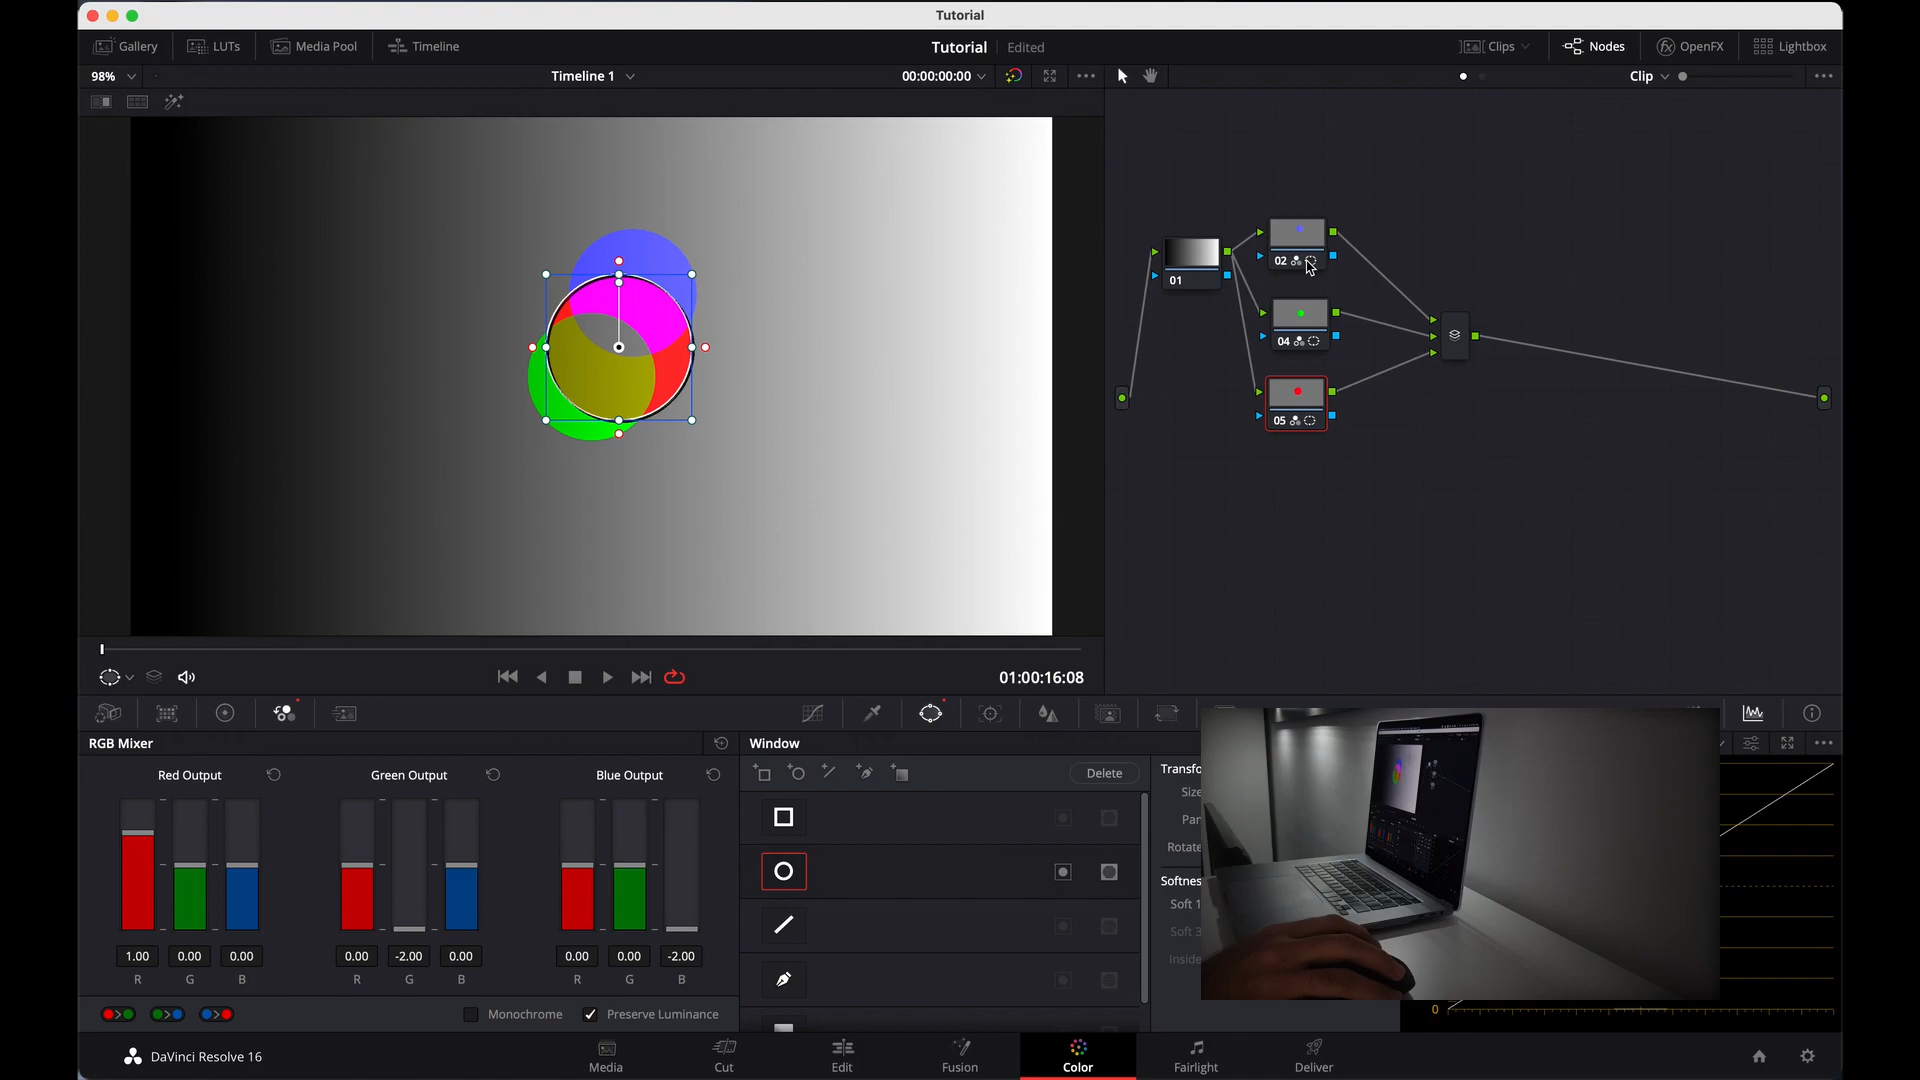 Tutorial
Gallery LUTs Media Pool Timeline Tutorial Edited Clips Nodes OpenFX Lightbox
98% Timeline 1 00:00:00:00 Clip
02
01
04
05
01:00:16:08
RGB Mixer Window
Red Output Green Output Blue Output Delete
Transfo
Size
Pan
Rotate
Softne
Soft 1
Soft 3
Inside
1.00 0.00 0.00 0.00 -2.00 0.00 0.00 0.00 -2.00
R G B R G B R G B
Monochrome Preserve Luminance
0
DaVinci Resolve 16 Media Cut Edit Fusion Color Fairlight Deliver